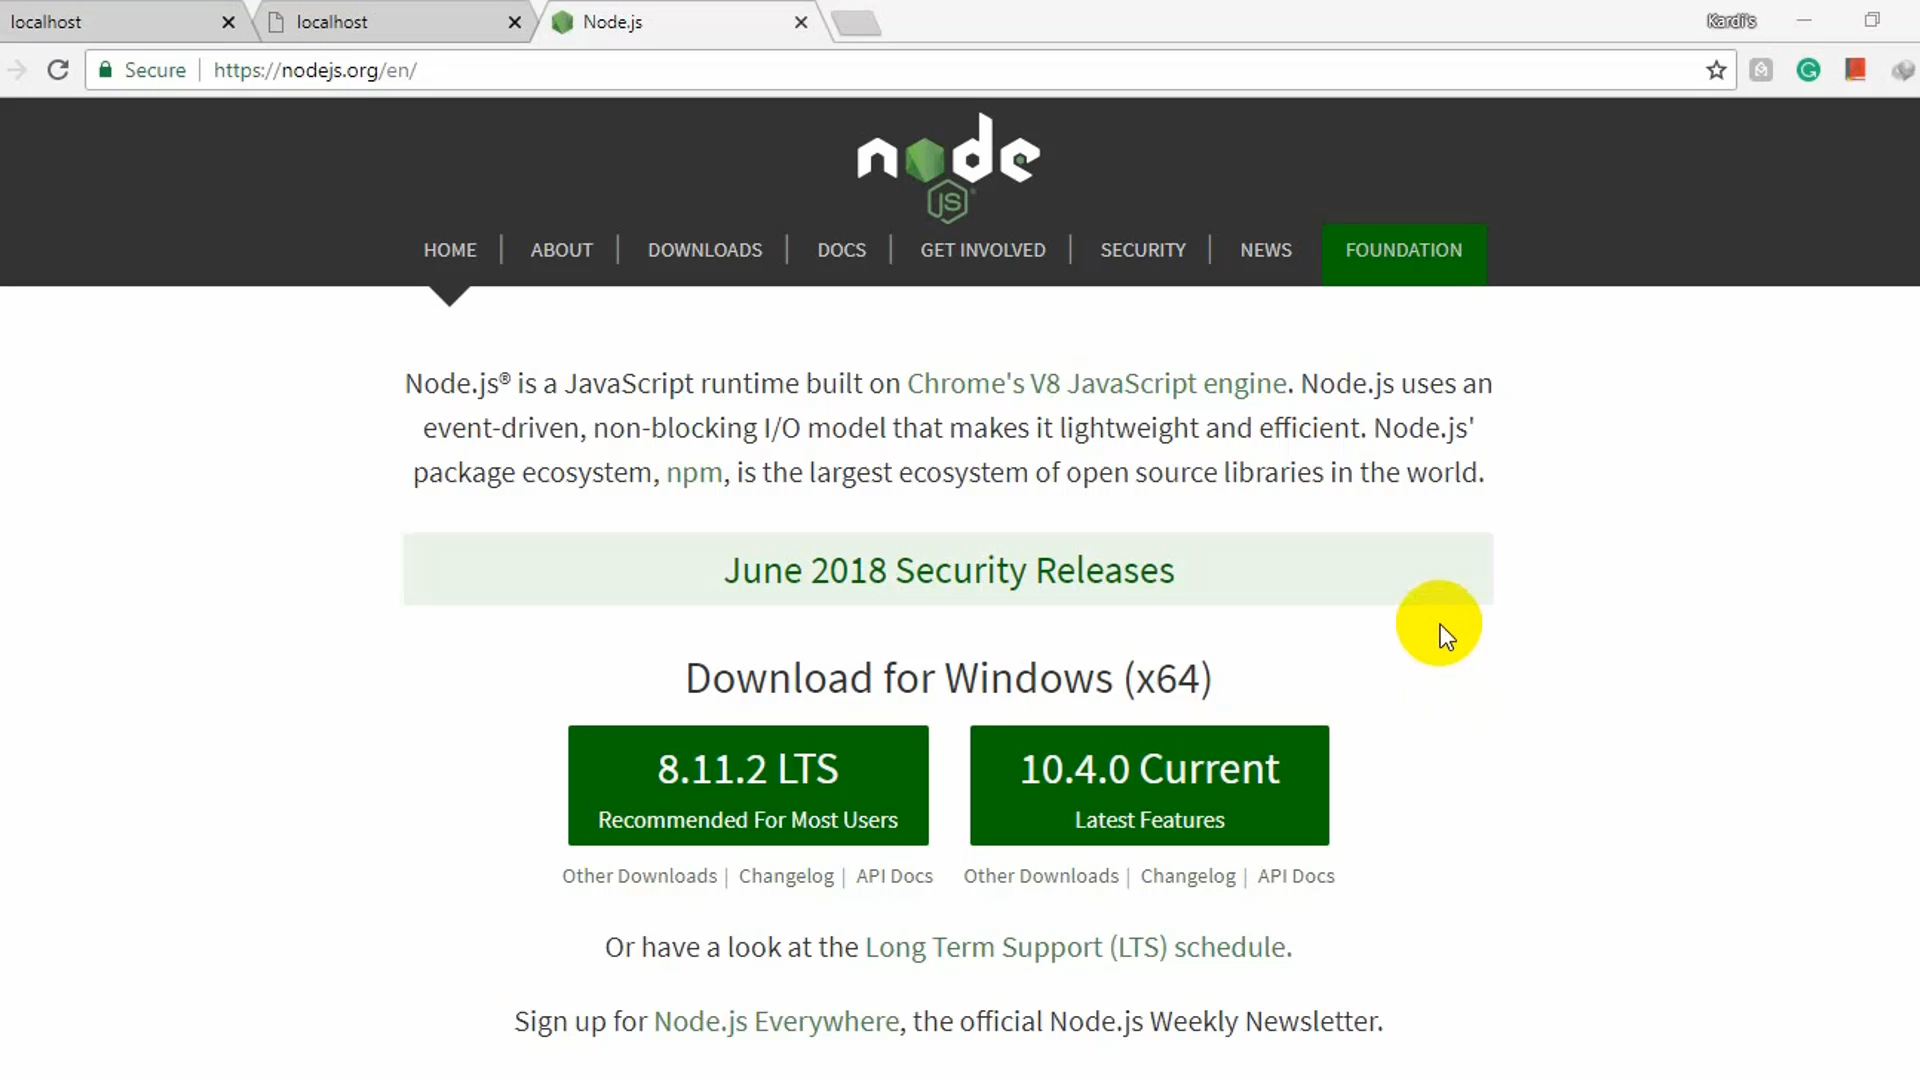 localhost
localhost
Node.js
Kardi's
Secure
https://nodejs.org/en/
node
JS
HOME
ABOUT
DOWNLOADS
DOCS
GET INVOLVED
SECURITY
NEWS
FOUNDATION
Node.js® is a JavaScript runtime built on Chrome's V8 JavaScript engine. Node.js uses an
event-driven, non-blocking I/O model that makes it lightweight and efficient. Node.js'
package ecosystem, npm, is the largest ecosystem of open source libraries in the world.
June 2018 Security Releases
Download for Windows (x64)
8.11.2 LTS
Recommended For Most Users
10.4.0 Current
Latest Features
Other Downloads | Changelog | API Docs
Other Downloads | Changelog | API Docs
Or have a look at the Long Term Support (LTS) schedule.
Sign up for Node.js Everywhere, the official Node.js Weekly Newsletter.